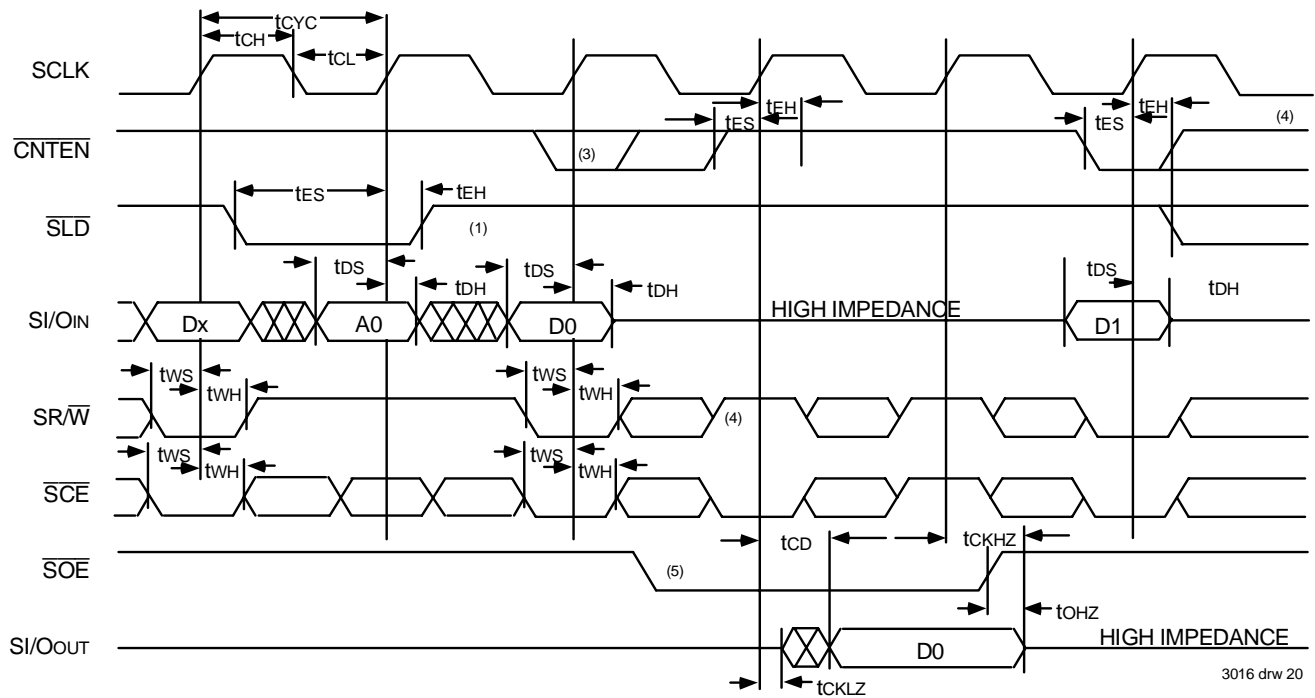 tCYC
tCH
tCL
SCLK
tEH
tES
tEH
tES
(4)
CNTEN
(3)
tES
tEH
SLD
(1)
tDS
tDH
tDS
tDH
tDS
tDH
SI/OIN
Dx
A0
D0
HIGH IMPEDANCE
D1
tWS
tWH
tWS
tWH
SR/W
(4)
tWS
tWH
tWS
tWH
SCE
tCD
tCKHZ
SOE
(5)
tOHZ
SI/OOUT
D0
HIGH IMPEDANCE
tCKLZ
3016 drw 20